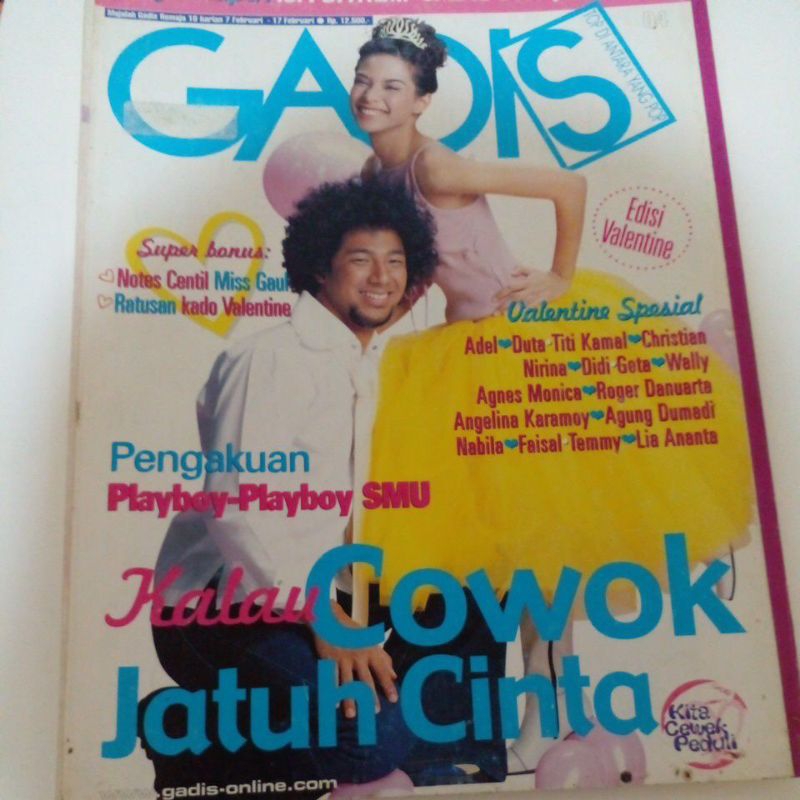 Majalah Gadis Remaja 10 harian 7 Februari - 17 Februari ● Rp. 12.500.-
GADIS
TOP DI ANTARA YANG POP
04
Edisi
Valentine
Super bonus:
Notes Centil Miss Gaul
Ratusan kado Valentine
Valentine Spesial
Adel❤Duta❤Titi Kamal❤Christian
Nirina❤Didi❤Geta❤Wally
Agnes Monica❤Roger Danuarta
Angelina Karamoy❤Agung Dumadi
Nabila❤Faisal❤Temmy❤Lia Ananta
Pengakuan
Playboy-Playboy SMU
Kalau Cowok
Jatuh Cinta
Kita
Cewek
Peduli
www.gadis-online.com